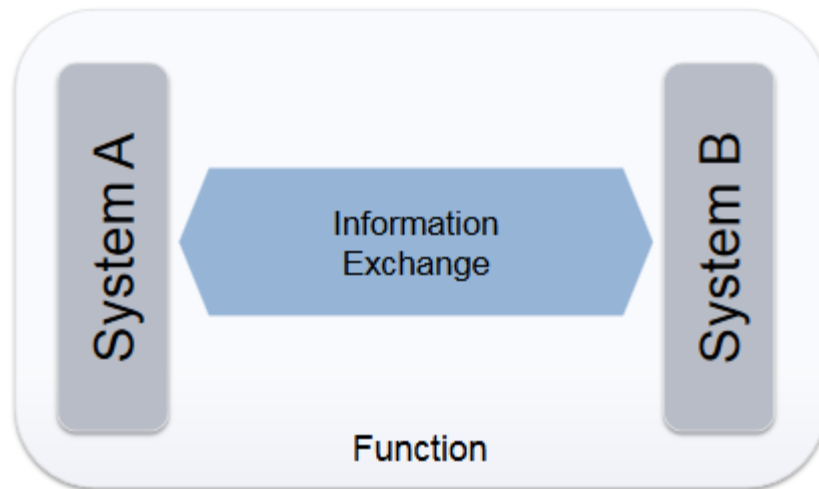 System A
Information
Exchange
System B
Function